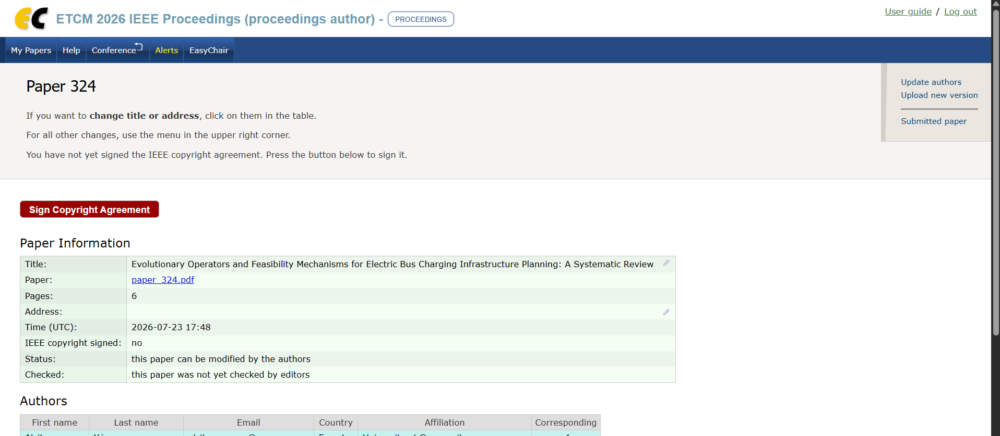 EC ETCM 2026 IEEE Proceedings (proceedings author) - PROCEEDINGS
User guide / Log out
My Papers Help Conference Alerts EasyChair
Paper 324
If you want to change title or address, click on them in the table.
For all other changes, use the menu in the upper right corner.
You have not yet signed the IEEE copyright agreement. Press the button below to sign it.
Update authors
Upload new version
Submitted paper
Sign Copyright Agreement
Paper Information
Title: Evolutionary Operators and Feasibility Mechanisms for Electric Bus Charging Infrastructure Planning: A Systematic Review
Paper: paper_324.pdf
Pages: 6
Address:
Time (UTC): 2026-07-23 17:48
IEEE copyright signed: no
Status: this paper can be modified by the authors
Checked: this paper was not yet checked by editors
Authors
First name Last name Email Country Affiliation Corresponding